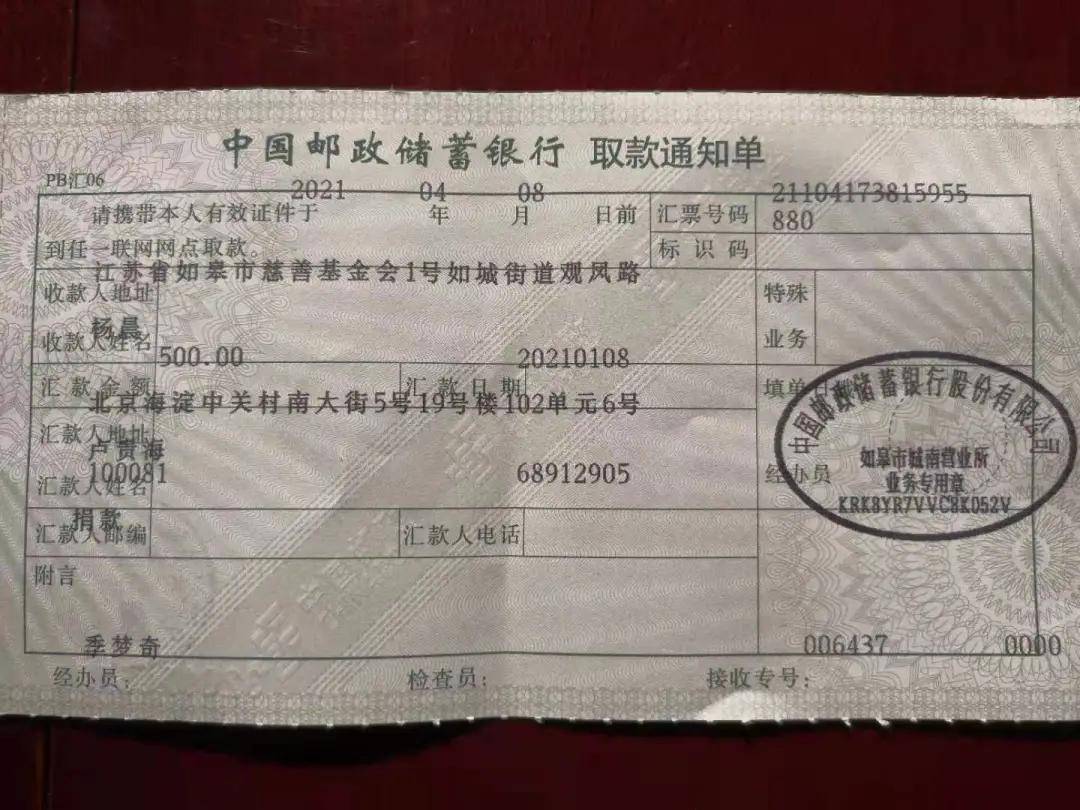 中国邮政储蓄银行 取款通知单
PB汇06
2021 04 08
请携带本人有效证件于 年 月 日前
到任一联网网点取款。
汇票号码 21104173815955
880
标识码
江苏省如皋市慈善基金会1号如城街道观风路
收款人地址
特殊
业务
杨晨
收款人姓名
500.00 20210108
汇款金额 汇款日期
填单
北京海淀中关村南大街5号19号楼102单元6号
汇款人地址
卢贵海
100081 68912905
汇款人姓名
经办员
中国邮政储蓄银行股份有限公司
如皋市城南营业所
业务专用章
KRK8YR7VVC8K052V
捐款
汇款人邮编 汇款人电话
附言
季梦奇 006437 0000
经办员: 检查员: 接收专号: